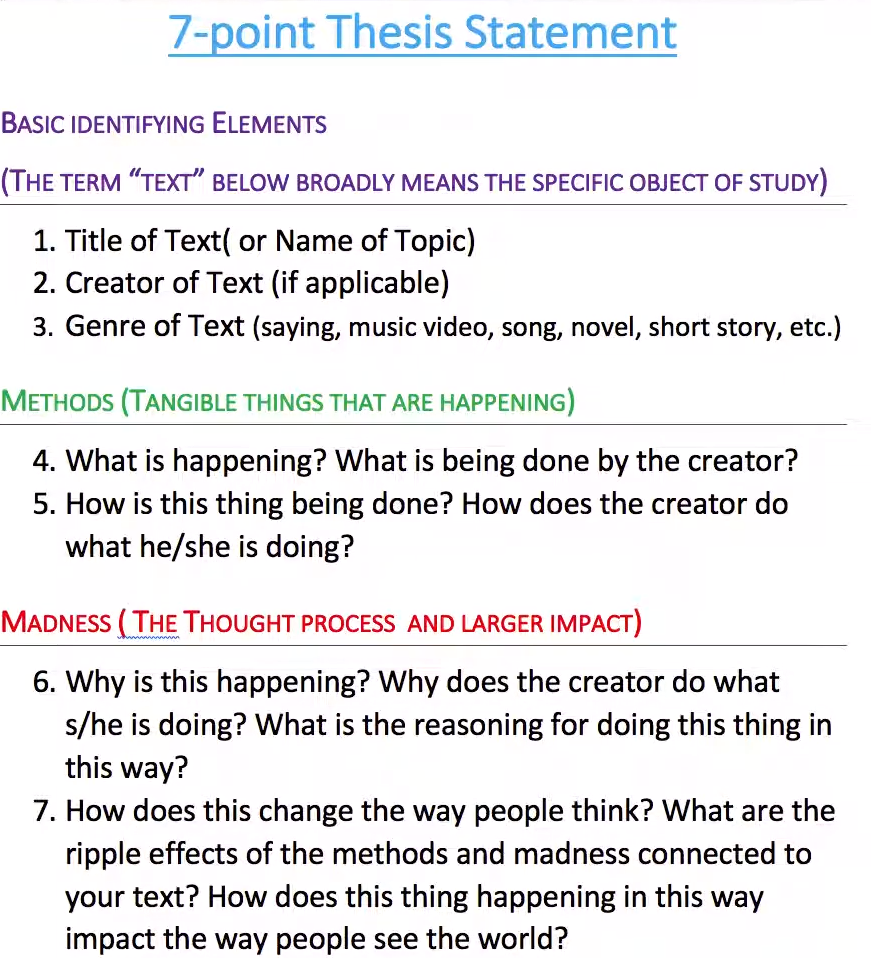 7-point Thesis Statement
BASIC IDENTIFYING ELEMENTS
(THE TERM “TEXT” BELOW BROADLY MEANS THE SPECIFIC OBJECT OF STUDY)
1. Title of Text( or Name of Topic)
2. Creator of Text (if applicable)
3. Genre of Text (saying, music video, song, novel, short story, etc.)
METHODS (TANGIBLE THINGS THAT ARE HAPPENING)
4. What is happening? What is being done by the creator?
5. How is this thing being done? How does the creator do
what he/she is doing?
MADNESS ( THE THOUGHT PROCESS AND LARGER IMPACT)
6. Why is this happening? Why does the creator do what
s/he is doing? What is the reasoning for doing this thing in
this way?
7. How does this change the way people think? What are the
ripple effects of the methods and madness connected to
your text? How does this thing happening in this way
impact the way people see the world?